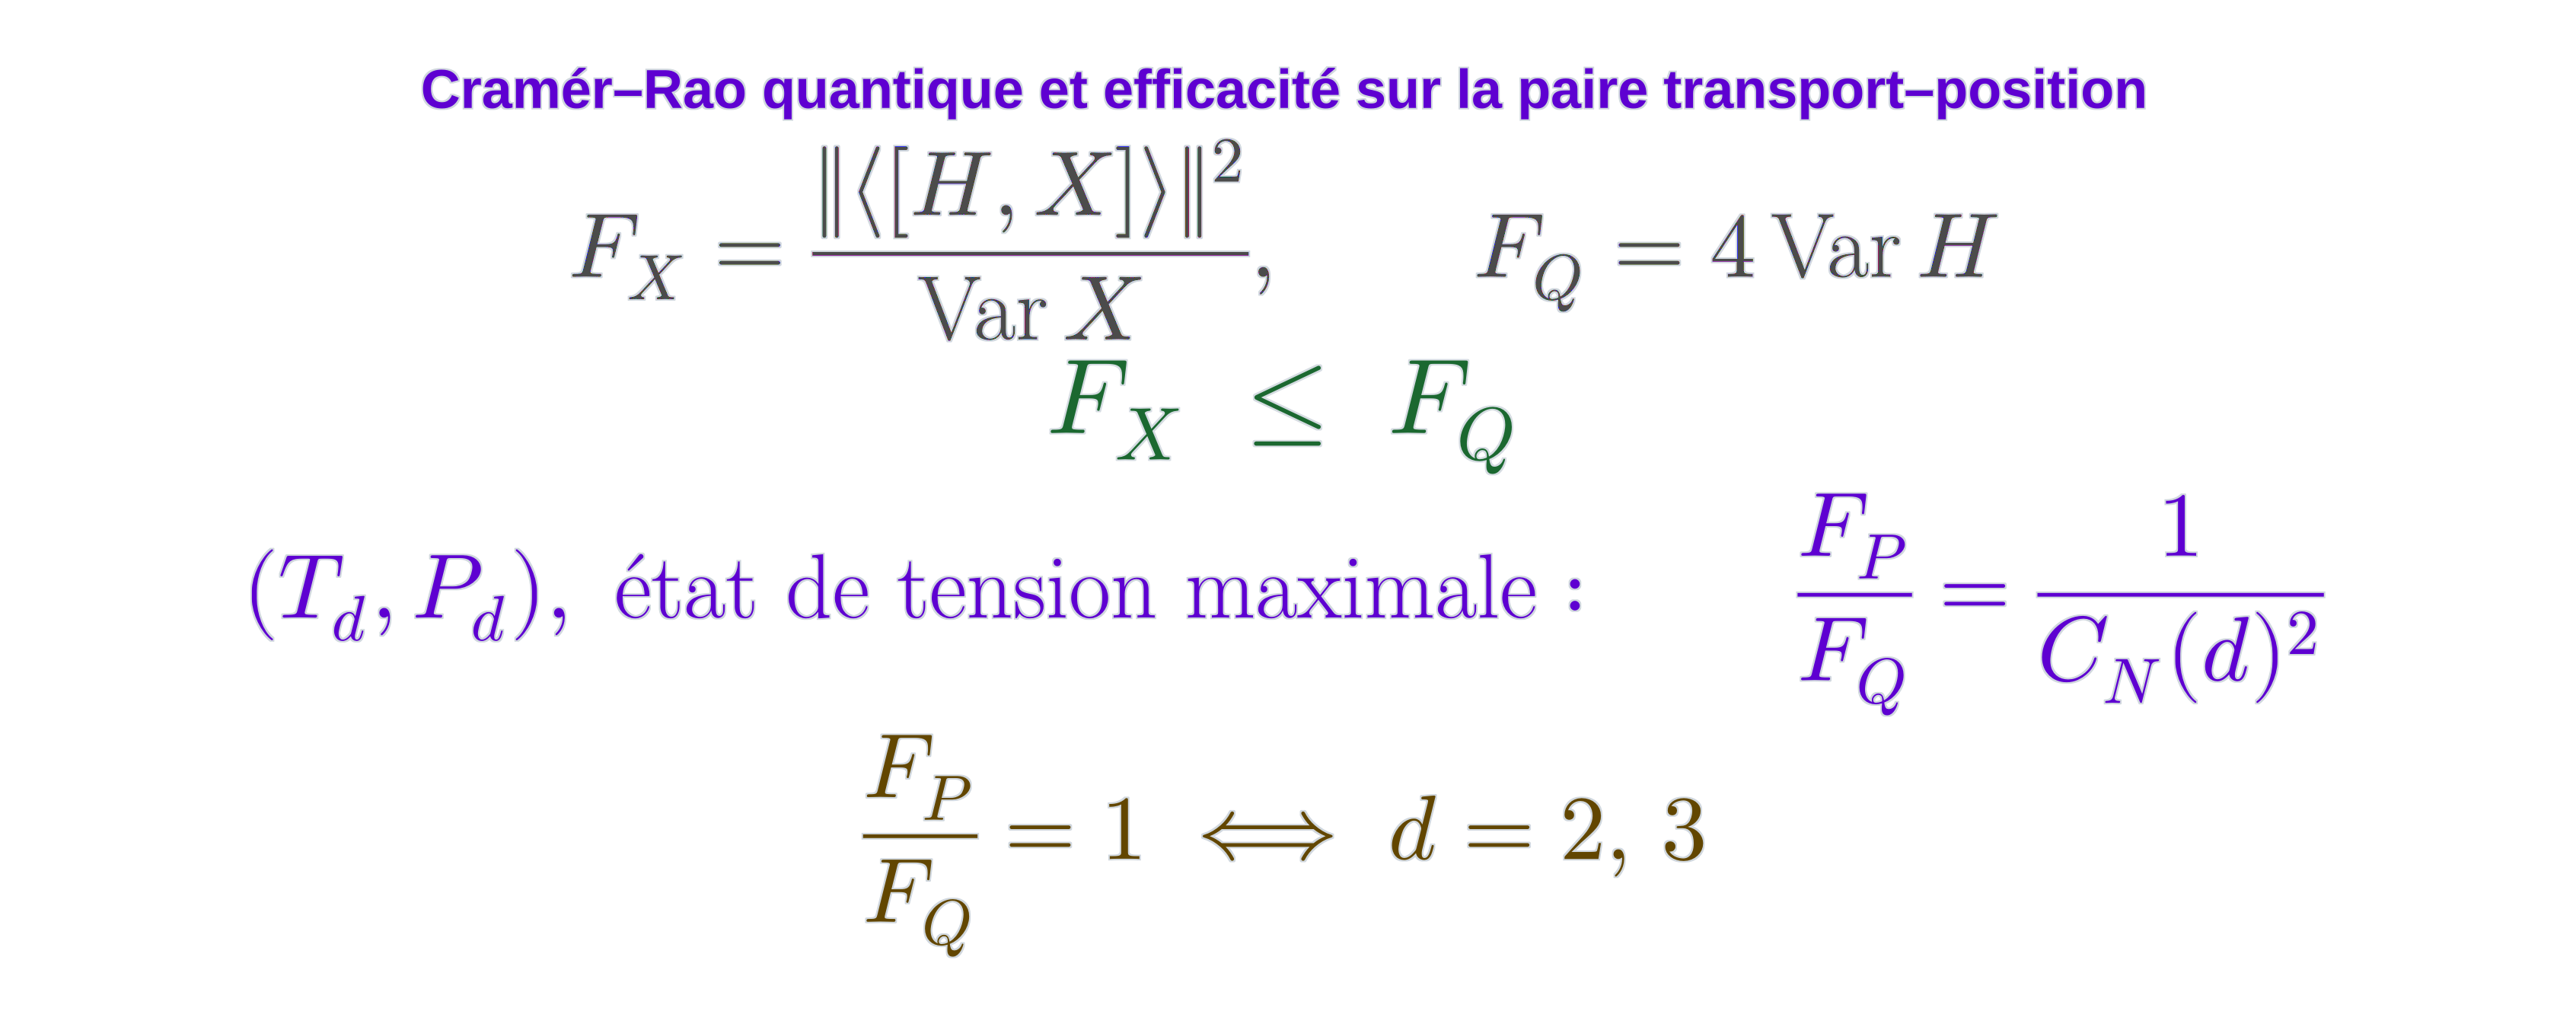 Cramér–Rao quantique et efficacité sur la paire transport–position
F_X = ‖⟨[H, X]⟩‖² / Var X, F_Q = 4 Var H
F_X ≤ F_Q
(T_d, P_d), état de tension maximale : F_P / F_Q = 1 / C_N(d)²
F_P / F_Q = 1 ⟺ d = 2, 3